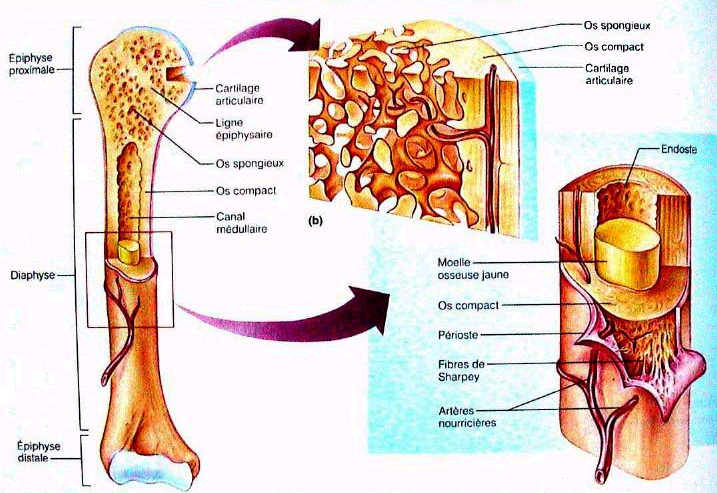 Épiphyse
proximale
Diaphyse
Épiphyse
distale
Cartilage
articulaire
Ligne
épiphysaire
Os spongieux
Os compact
Canal
médullaire
Os spongieux
Os compact
Cartilage
articulaire
(b)
Endoste
Moelle
osseuse jaune
Os compact
Périoste
Fibres de
Sharpey
Artères
nourricières